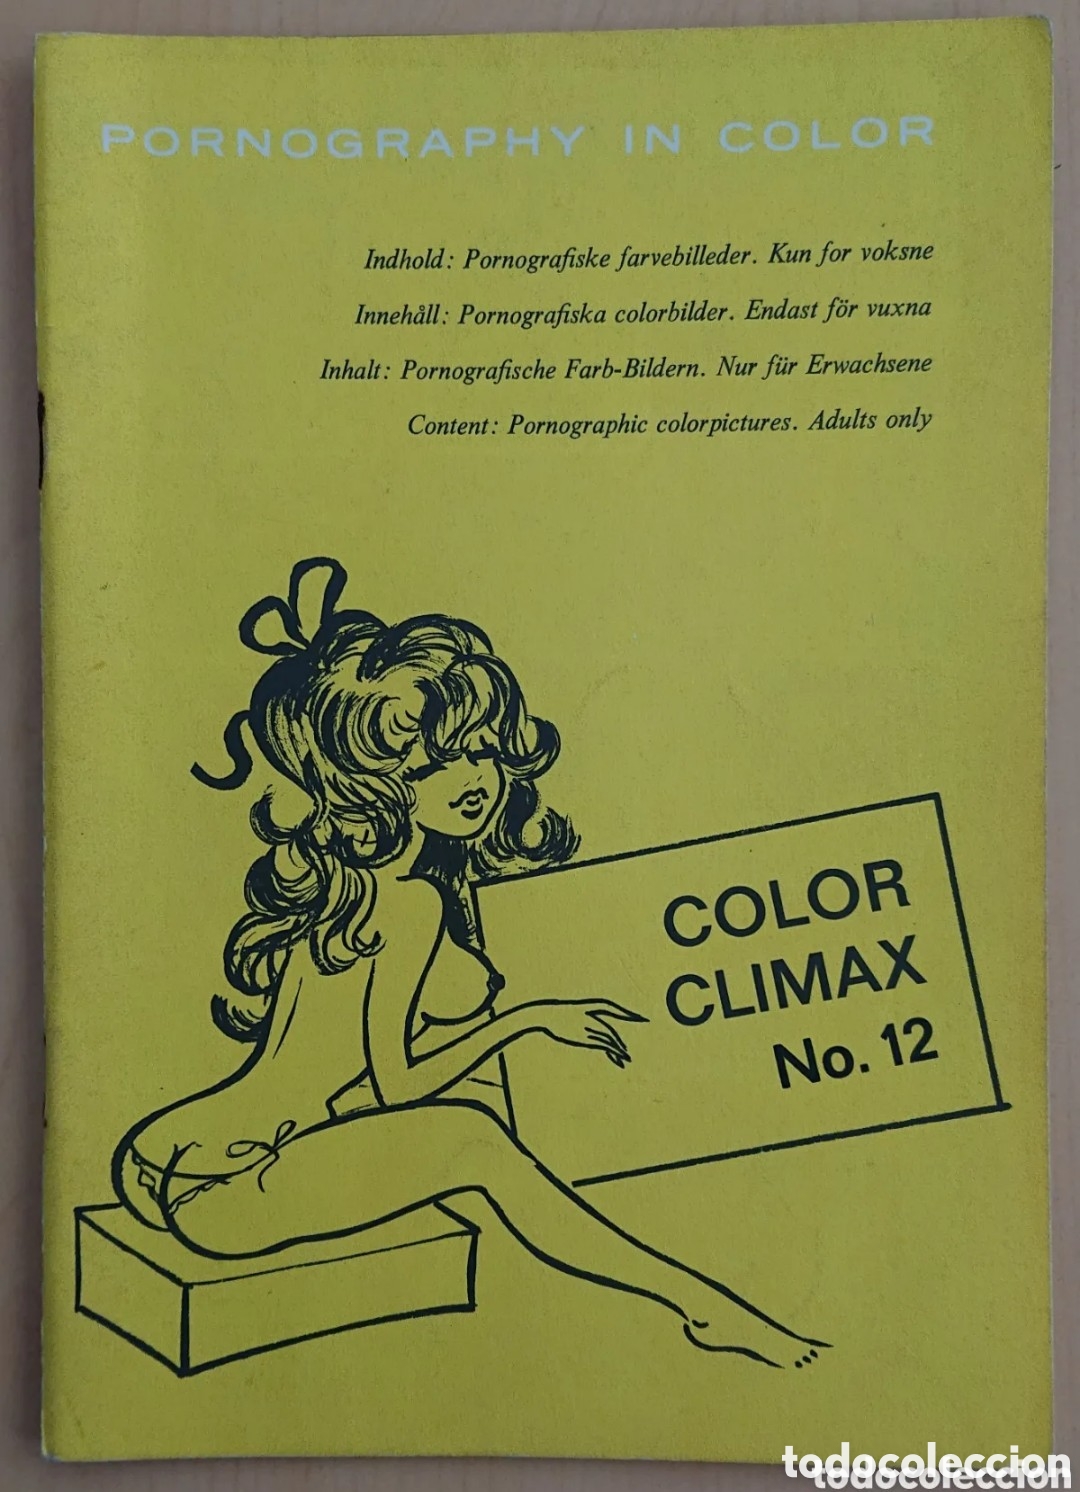 PORNOGRAPHY IN COLOR
Indhold: Pornografiske farvebilleder. Kun for voksne
Innehåll: Pornografiska colorbilder. Endast för vuxna
Inhalt: Pornografische Farb-Bildern. Nur für Erwachsene
Content: Pornographic colorpictures. Adults only
COLOR
CLIMAX
No. 12
todocoleccion
todocoleccion